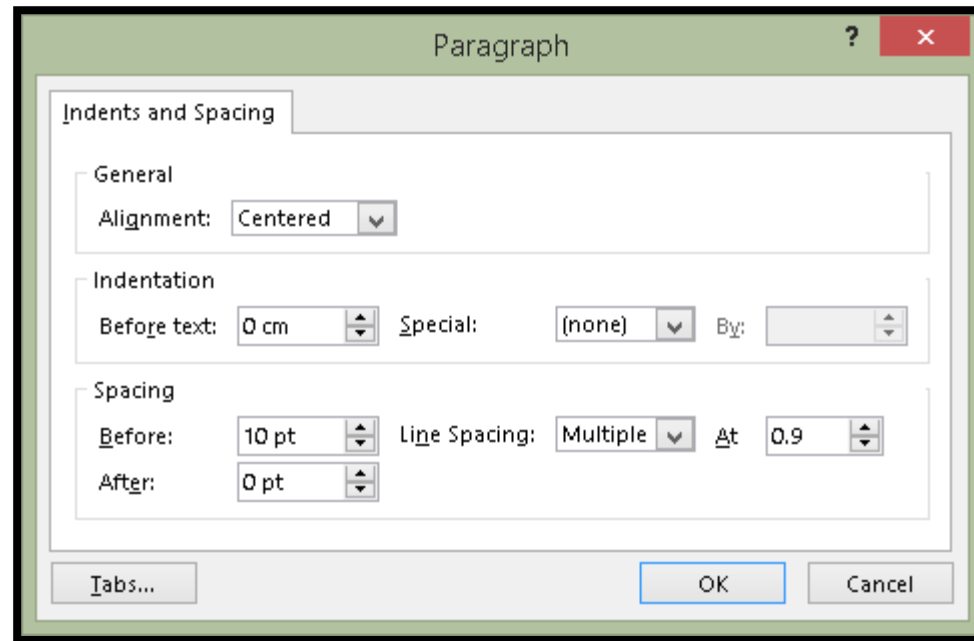 Paragraph ? ×
Indents and Spacing
General
Alignment: Centered
Indentation
Before text: 0 cm Special: (none) By:
Spacing
Before: 10 pt Line Spacing: Multiple At 0.9
After: 0 pt
Tabs... OK Cancel